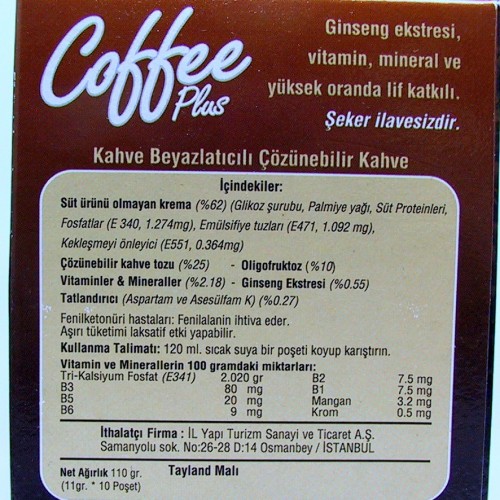 Coffee
Plus
Ginseng ekstresi,
vitamin, mineral ve
yüksek oranda lif katkılı.
Şeker ilavesizdir.
Kahve Beyazlatıcılı Çözünebilir Kahve
İçindekiler:
Süt ürünü olmayan krema (%62) (Glikoz şurubu, Palmiye yağı, Süt Proteinleri,
Fosfatlar (E 340, 1.274mg), Emülsifiye tuzları (E471, 1.092 mg),
Kekleşmeyi önleyici (E551, 0.364mg)
Çözünebilir kahve tozu (%25) - Oligofruktoz (%10)
Vitaminler & Mineraller (%2.18) - Ginseng Ekstresi (%0.55)
Tatlandırıcı (Aspartam ve Asesülfam K) (%0.27)
Fenilketonüri hastaları: Fenilalanin ihtiva eder.
Aşırı tüketimi laksatif etki yapabilir.
Kullanma Talimatı: 120 ml. sıcak suya bir poşeti koyup karıştırın.
Vitamin ve Minerallerin 100 gramdaki miktarları:
Tri-Kalsiyum Fosfat (E341) 2.020 gr B2 7.5 mg
B3 80 mg B1 7.5 mg
B5 20 mg Mangan 3.2 mg
B6 9 mg Krom 0.5 mg
İthalatçı Firma : İL Yapı Turizm Sanayi ve Ticaret A.Ş.
Samanyolu sok. No:26-28 D:14 Osmanbey / İSTANBUL
Net Ağırlık 110 gr. Tayland Malı
(11gr. * 10 Poşet)